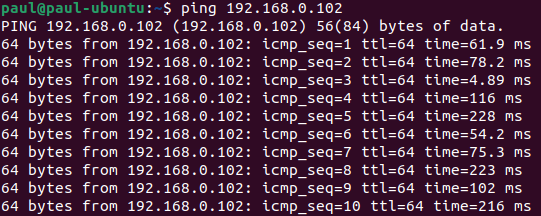 paul@paul-ubuntu:~$ ping 192.168.0.102
PING 192.168.0.102 (192.168.0.102) 56(84) bytes of data.
64 bytes from 192.168.0.102: icmp_seq=1 ttl=64 time=61.9 ms
64 bytes from 192.168.0.102: icmp_seq=2 ttl=64 time=78.2 ms
64 bytes from 192.168.0.102: icmp_seq=3 ttl=64 time=4.89 ms
64 bytes from 192.168.0.102: icmp_seq=4 ttl=64 time=116 ms
64 bytes from 192.168.0.102: icmp_seq=5 ttl=64 time=228 ms
64 bytes from 192.168.0.102: icmp_seq=6 ttl=64 time=54.2 ms
64 bytes from 192.168.0.102: icmp_seq=7 ttl=64 time=75.3 ms
64 bytes from 192.168.0.102: icmp_seq=8 ttl=64 time=223 ms
64 bytes from 192.168.0.102: icmp_seq=9 ttl=64 time=102 ms
64 bytes from 192.168.0.102: icmp_seq=10 ttl=64 time=216 ms